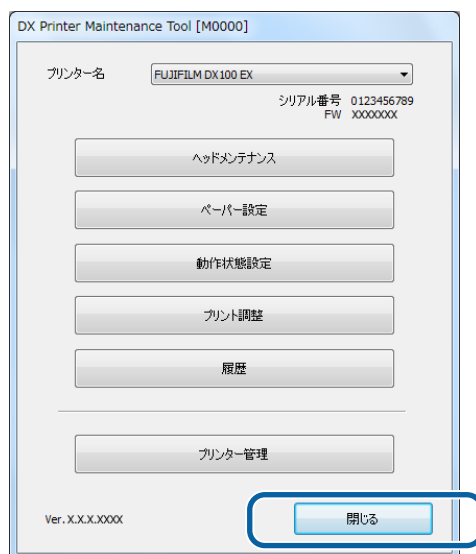 DX Printer Maintenance Tool [M0000]
プリンター名
FUJIFILM DX100 EX
シリアル番号 0123456789
FW XXXXXXX
ヘッドメンテナンス
ペーパー設定
動作状態設定
プリント調整
履歴
プリンター管理
Ver.X.X.X.XXXX
閉じる